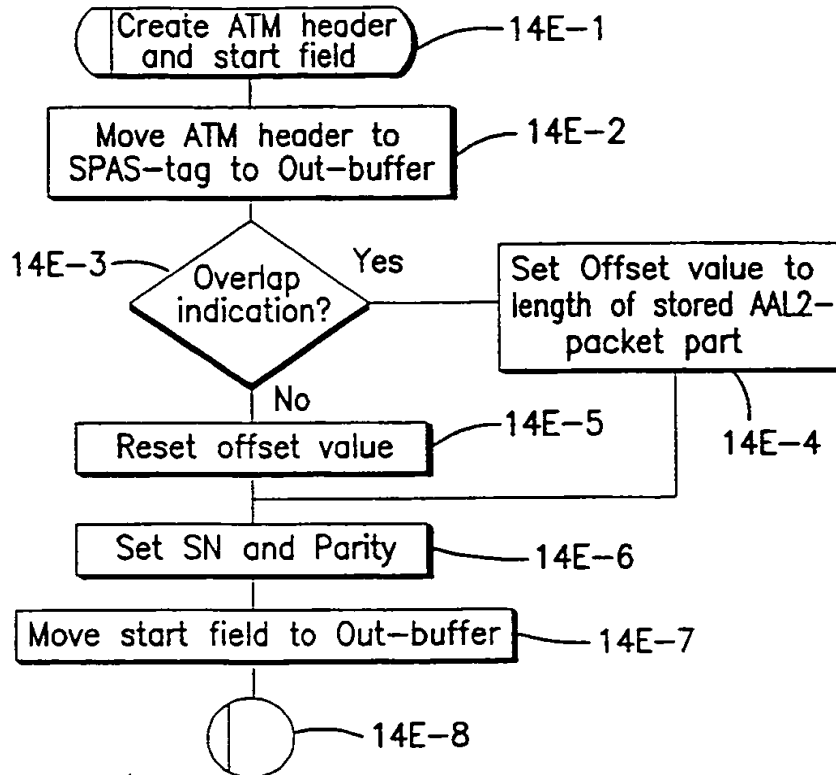 Create ATM header
and start field
14E-1
Move ATM header to
SPAS-tag to Out-buffer
14E-2
14E-3
Overlap
indication?
Yes
Set Offset value to
length of stored AAL2-
packet part
14E-4
No
Reset offset value
14E-5
Set SN and Parity
14E-6
Move start field to Out-buffer
14E-7
14E-8